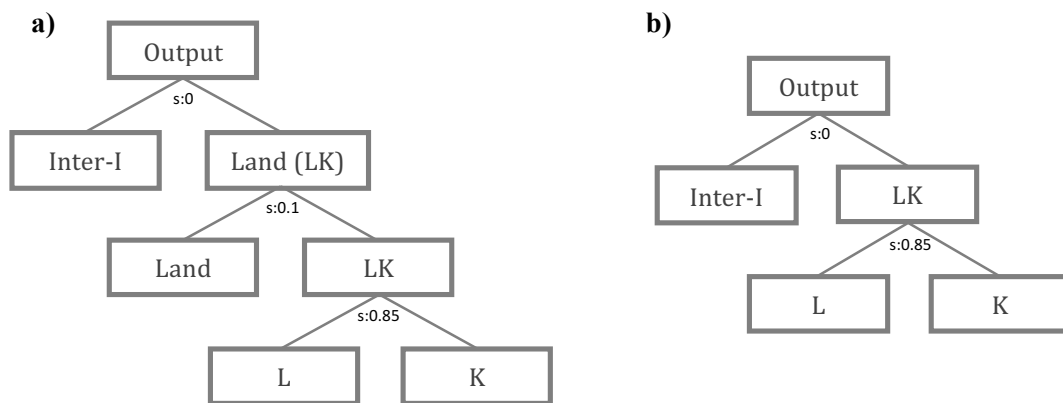 a)
Output
s:0
Inter-I
Land (LK)
s:0.1
Land
LK
s:0.85
L
K
b)
Output
s:0
Inter-I
LK
s:0.85
L
K